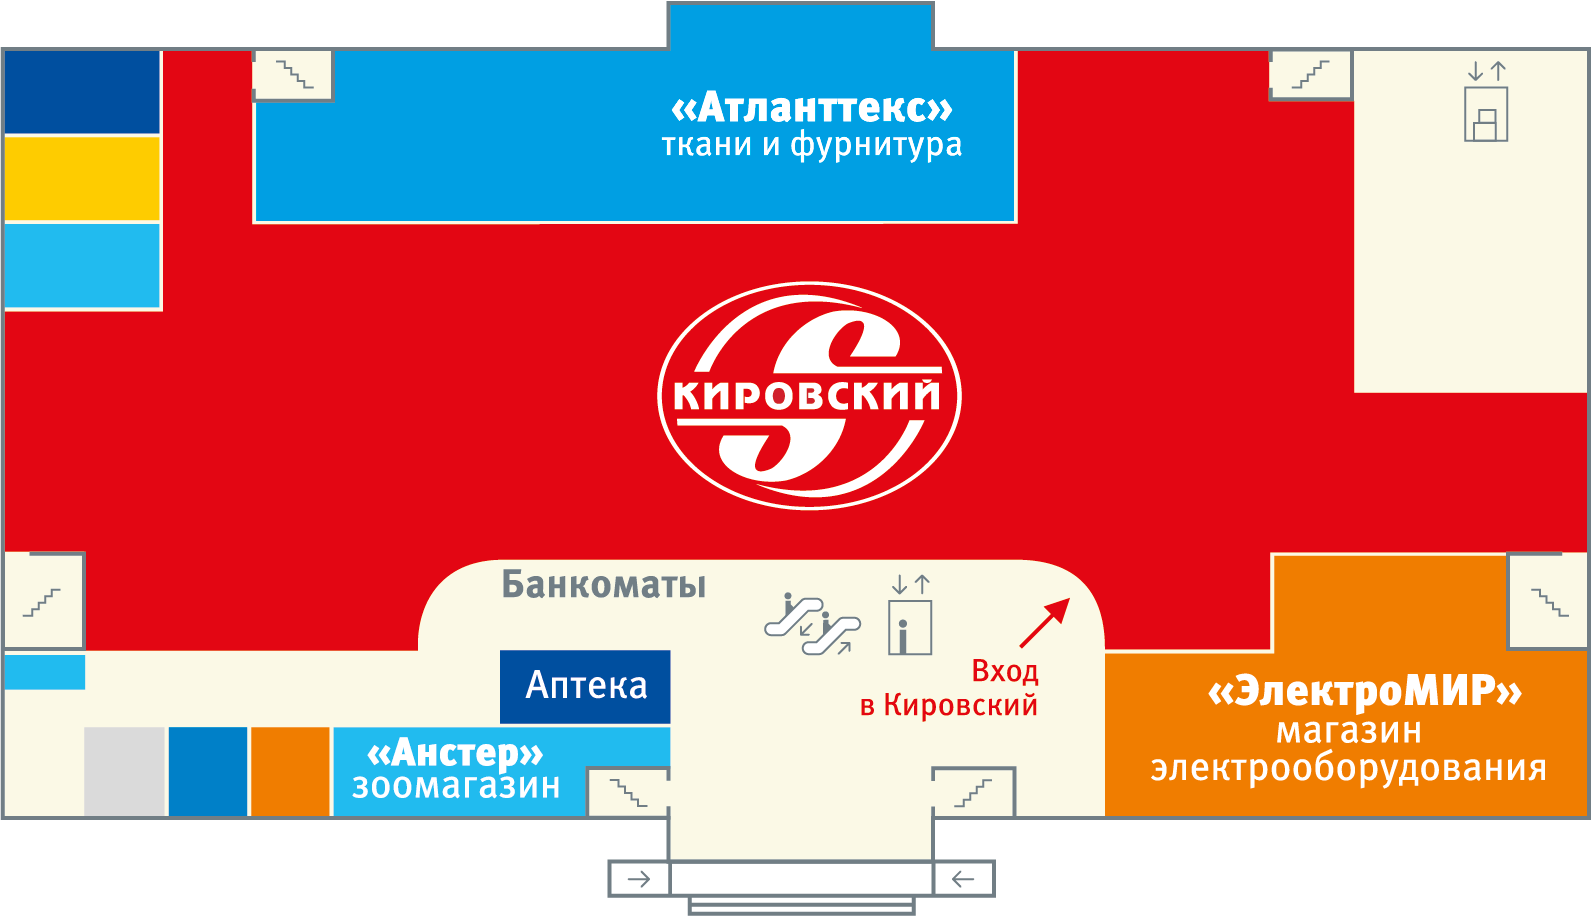 «Атланттекс»
ткани и фурнитура
КИРОВСКИЙ
Банкоматы
Вход
в Кировский
Аптека
«Анстер»
зоомагазин
«ЭлектроМИР»
магазин
электрооборудования